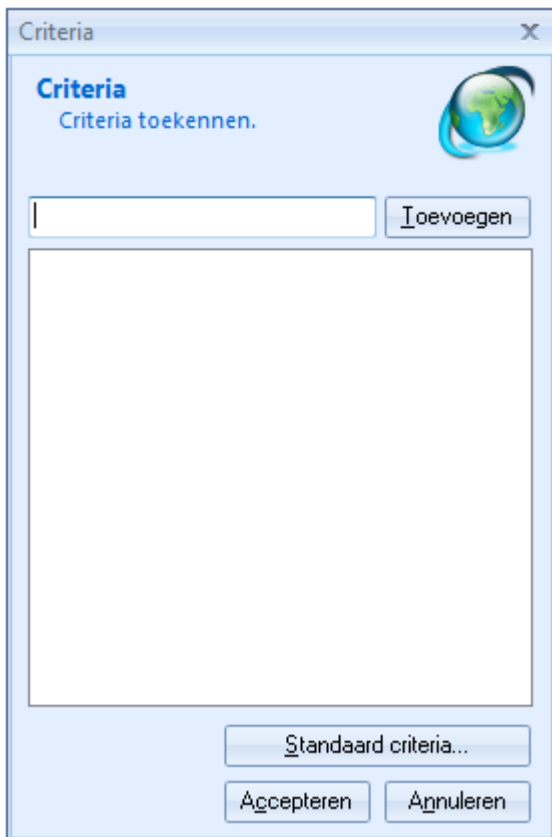 Criteria
Criteria
Criteria toekennen.
Toevoegen
Standaard criteria...
Accepteren Annuleren